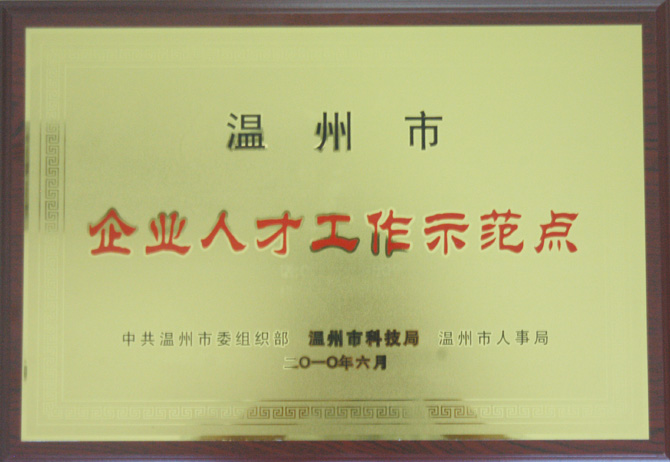 温州市
企业人才工作示范点
中共温州市委组织部 温州市科技局 温州市人事局
二〇一〇年六月